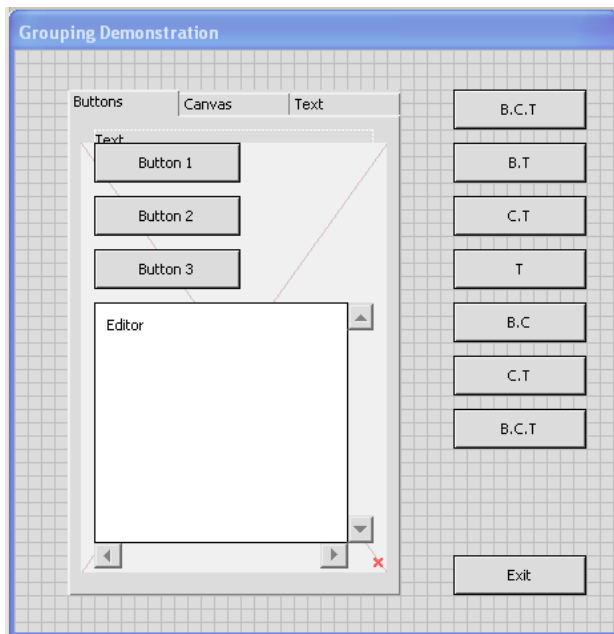 Grouping Demonstration
Buttons
Canvas
Text
Text
Button 1
Button 2
Button 3
Editor
B.C.T
B.T
C.T
T
B.C
C.T
B.C.T
Exit